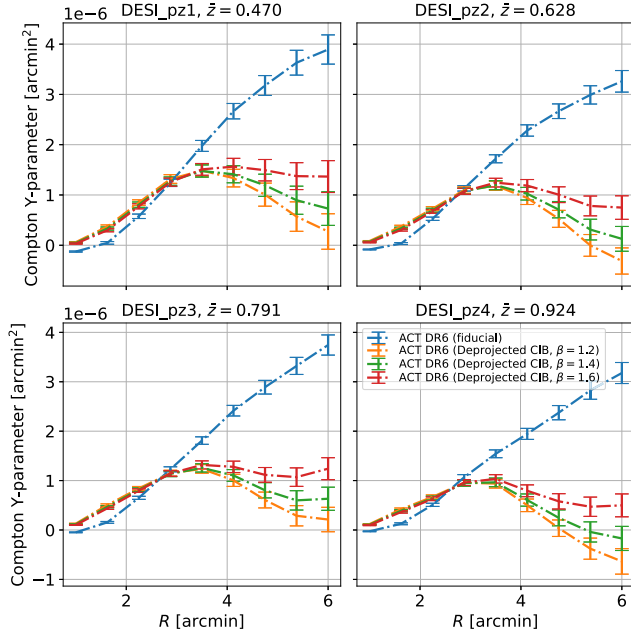 DESI_pz1, z̄ = 0.470
DESI_pz2, z̄ = 0.628
1e−6
Compton Y-parameter [arcmin²]
4
3
2
1
0
DESI_pz3, z̄ = 0.791
DESI_pz4, z̄ = 0.924
1e−6
Compton Y-parameter [arcmin²]
4
3
2
1
0
−1
ACT DR6 (fiducial)
ACT DR6 (Deprojected CIB, β = 1.2)
ACT DR6 (Deprojected CIB, β = 1.4)
ACT DR6 (Deprojected CIB, β = 1.6)
2 4 6
2 4 6
R [arcmin]
R [arcmin]